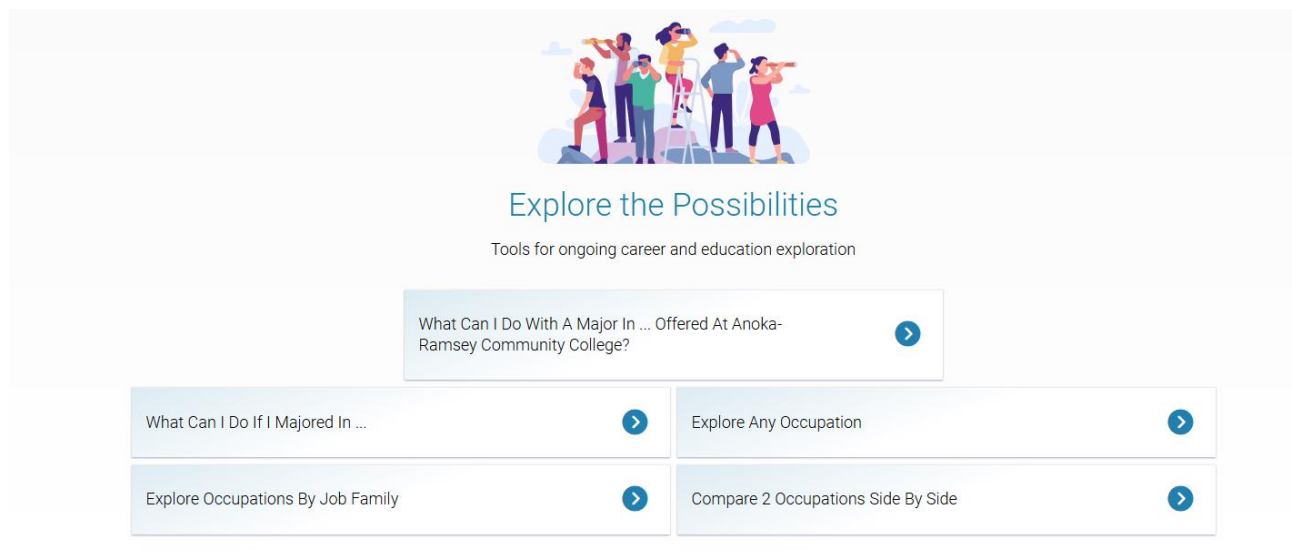 Explore the Possibilities
Tools for ongoing career and education exploration
What Can I Do With A Major In ... Offered At Anoka-
Ramsey Community College?
What Can I Do If I Majored In ...
Explore Any Occupation
Explore Occupations By Job Family
Compare 2 Occupations Side By Side